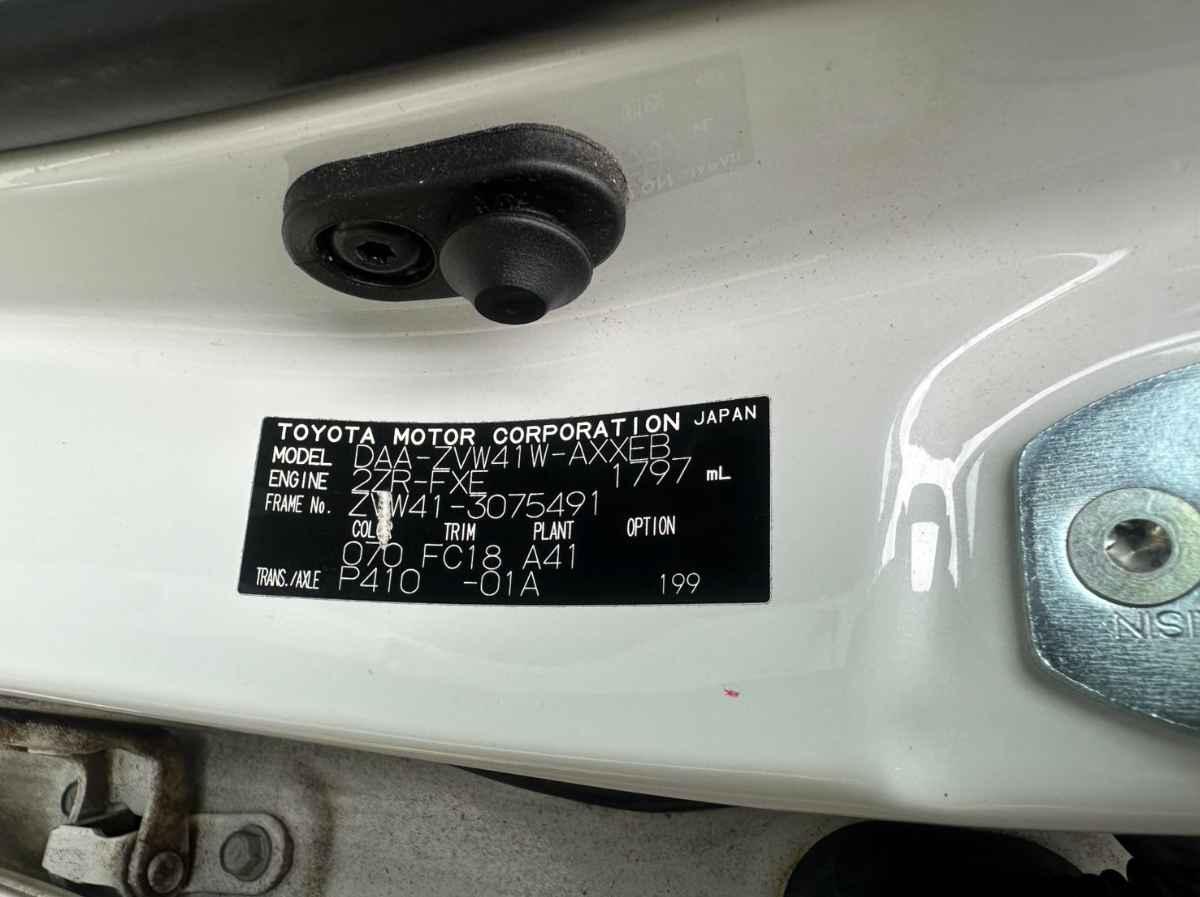 TOYOTA MOTOR CORPORATION JAPAN
MODEL DAA-ZVW41W-AXXEB
ENGINE 2ZR-FXE 1797 mL
FRAME No. ZVW41-3075491
COLOR TRIM PLANT OPTION
070 FC18 A41
TRANS./AXLE P410 -01A 199